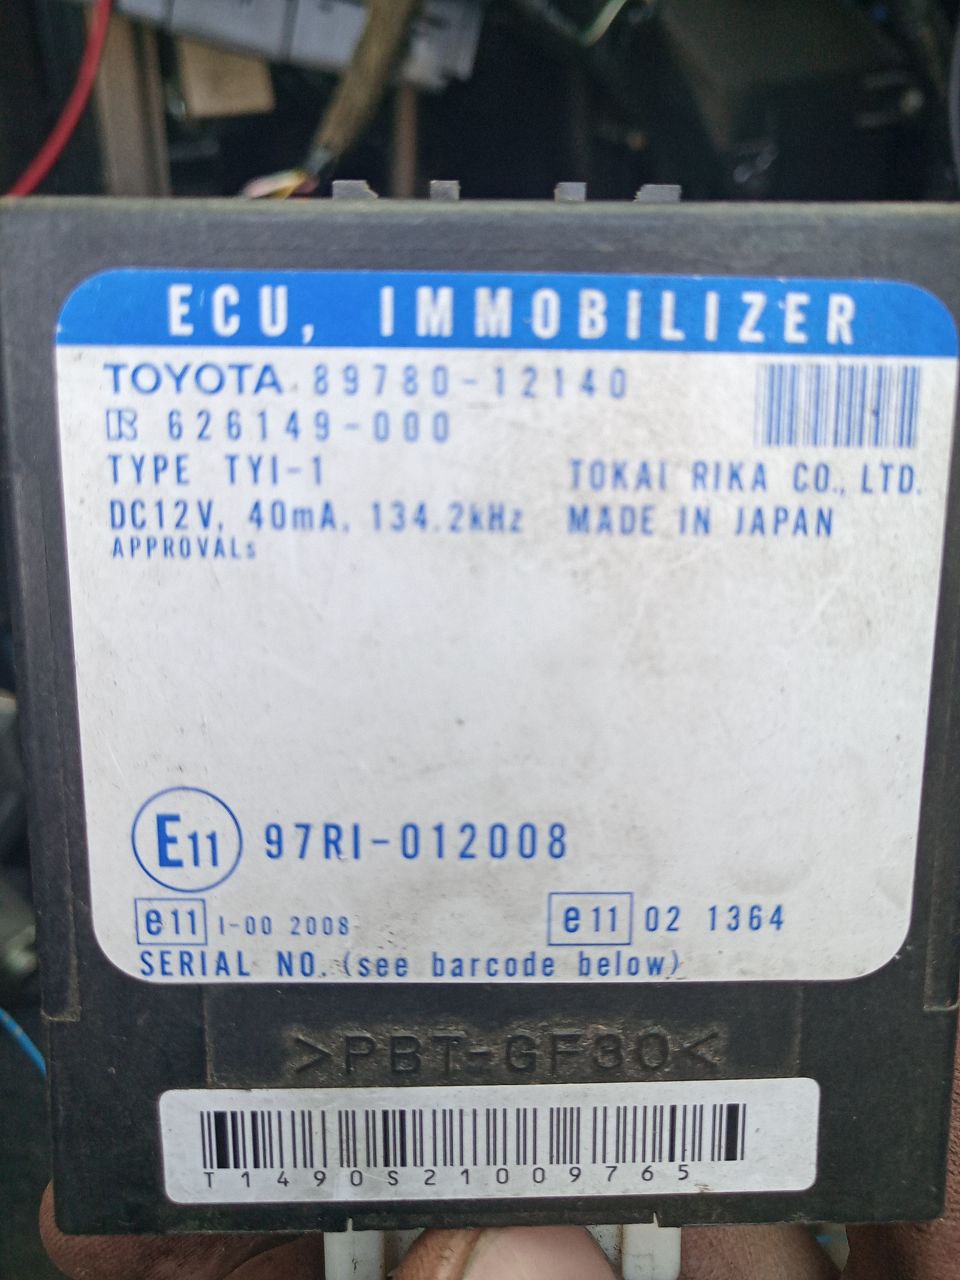 ECU, IMMOBILIZER
TOYOTA 89780-12140
626149-000
TYPE TYI-1
TOKAI RIKA CO., LTD.
DC12V, 40mA, 134.2kHz
MADE IN JAPAN
APPROVALs
E11 97RI-012008
e11 I-00 2008
e11 02 1364
SERIAL NO. (see barcode below)
>PBT-GF30<
T1490S21009765